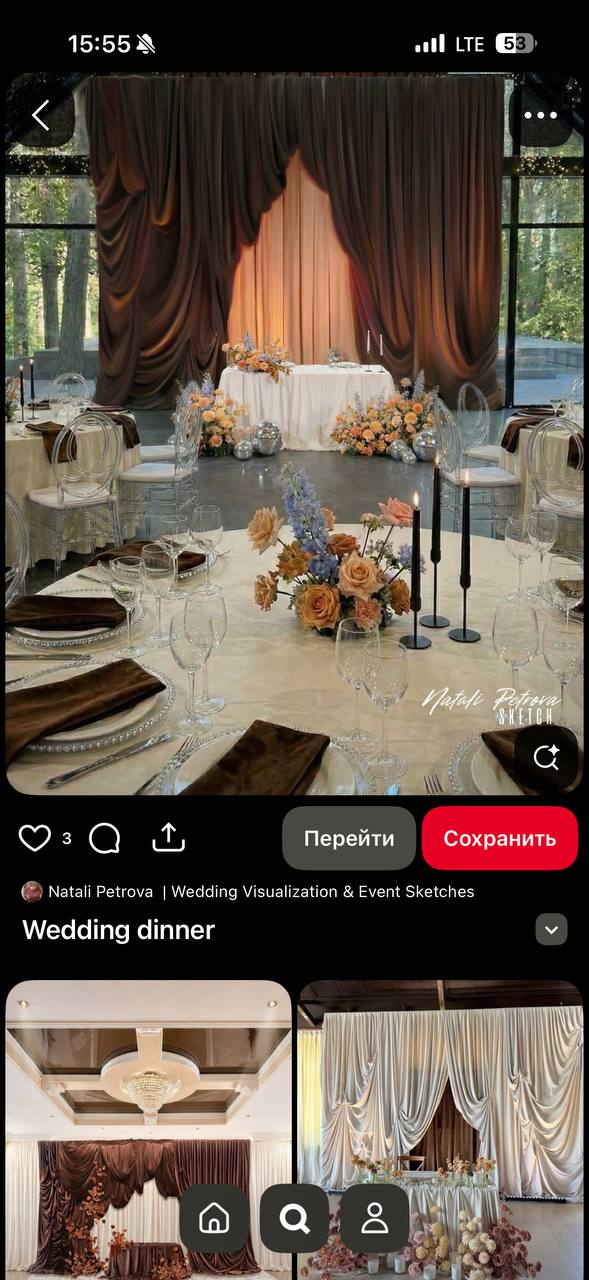 15:55
LTE 53
Natali Petrova
SKETCH
3
Перейти
Сохранить
Natali Petrova | Wedding Visualization & Event Sketches
Wedding dinner